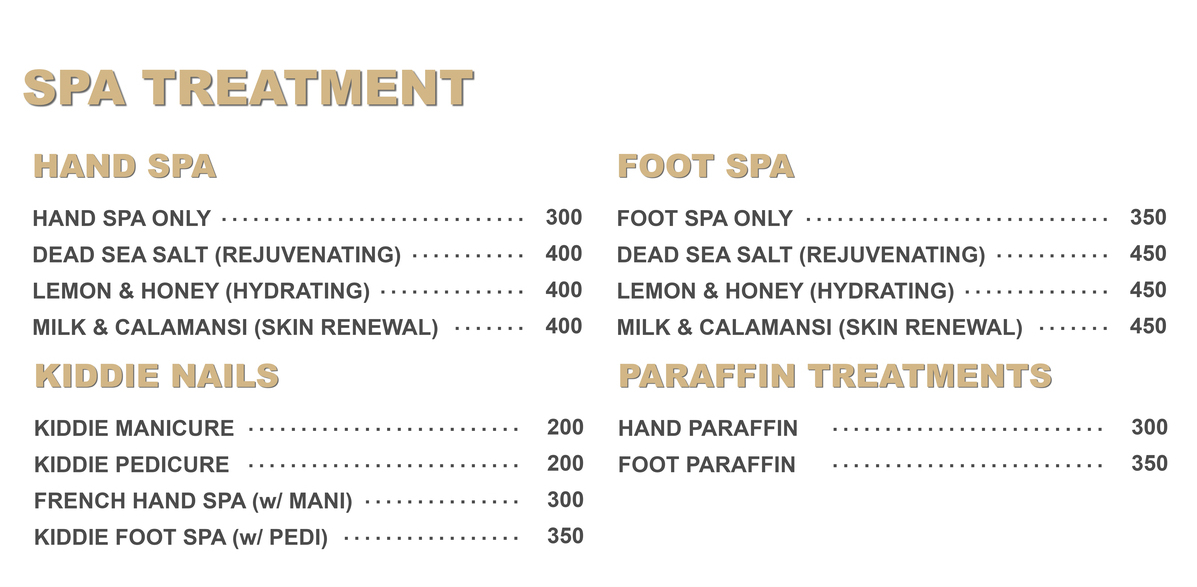 SPA TREATMENT
HAND SPA
HAND SPA ONLY ............................. 300
DEAD SEA SALT (REJUVENATING) ........... 400
LEMON & HONEY (HYDRATING) .............. 400
MILK & CALAMANSI (SKIN RENEWAL) ....... 400
KIDDIE NAILS
KIDDIE MANICURE .......................... 200
KIDDIE PEDICURE .......................... 200
FRENCH HAND SPA (w/ MANI) ............... 300
KIDDIE FOOT SPA (w/ PEDI) ................. 350
FOOT SPA
FOOT SPA ONLY ............................. 350
DEAD SEA SALT (REJUVENATING) ........... 450
LEMON & HONEY (HYDRATING) .............. 450
MILK & CALAMANSI (SKIN RENEWAL) ....... 450
PARAFFIN TREATMENTS
HAND PARAFFIN .......................... 300
FOOT PARAFFIN .......................... 350